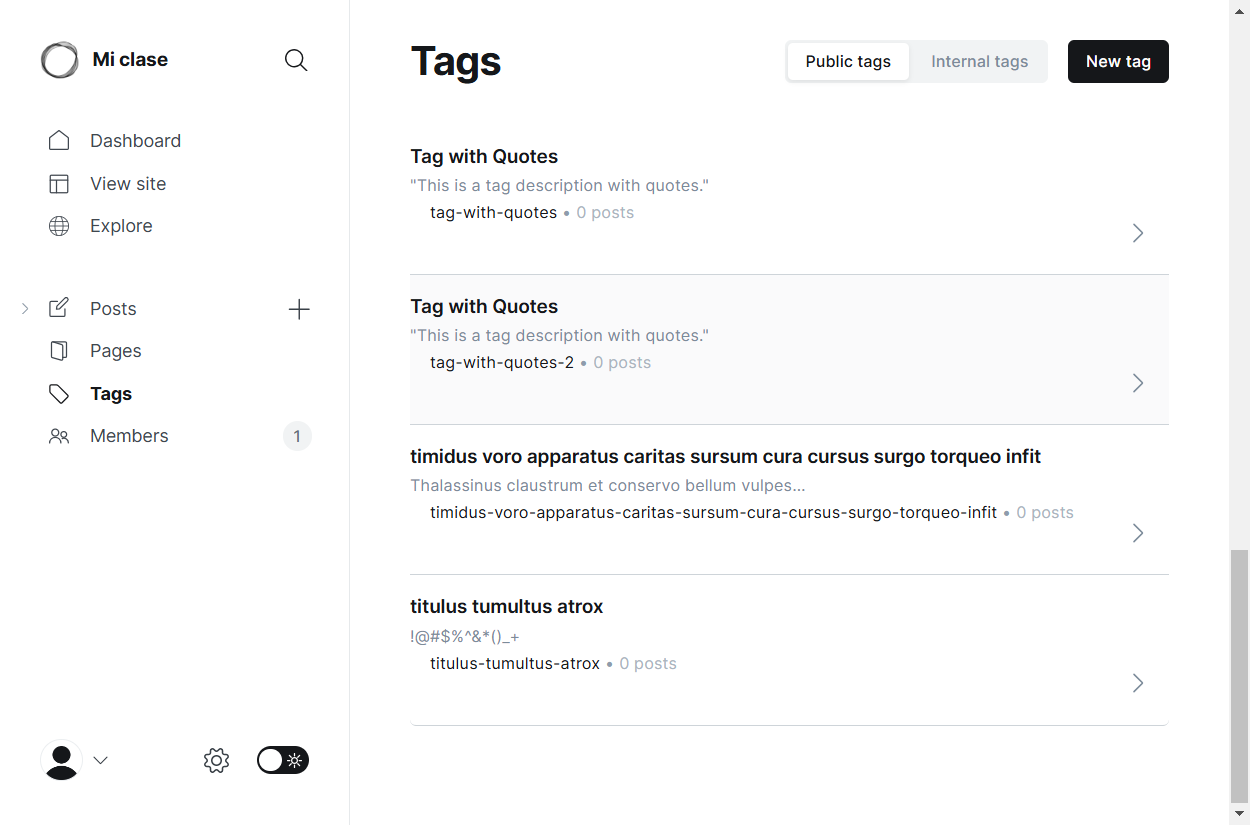 Mi clase
Dashboard
View site
Explore
Posts
Pages
Tags
Members
1
Tags
Public tags
Internal tags
New tag
Tag with Quotes
"This is a tag description with quotes."
tag-with-quotes • 0 posts
Tag with Quotes
"This is a tag description with quotes."
tag-with-quotes-2 • 0 posts
timidus voro apparatus caritas sursum cura cursus surgo torqueo infit
Thalassinus claustrum et conservo bellum vulpes...
timidus-voro-apparatus-caritas-sursum-cura-cursus-surgo-torqueo-infit • 0 posts
titulus tumultus atrox
!@#$%^&*()_+
titulus-tumultus-atrox • 0 posts